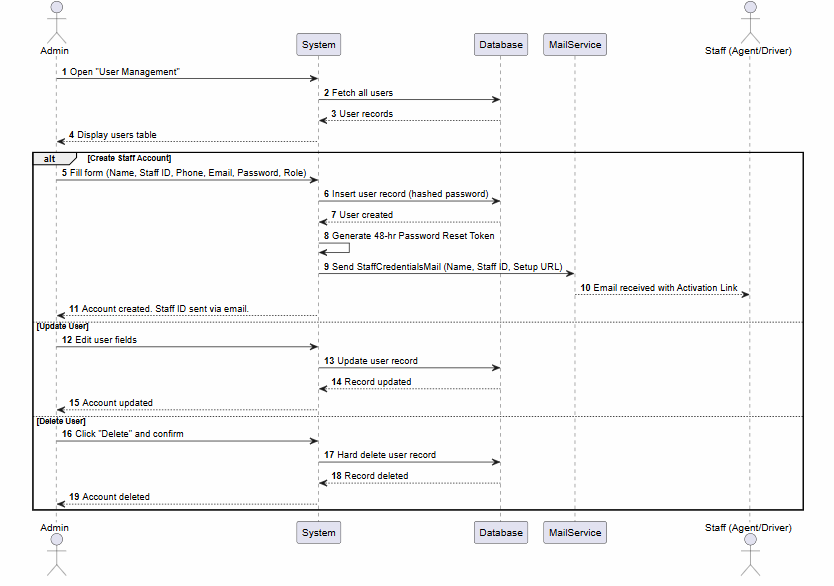 Admin
System
Database
MailService
Staff (Agent/Driver)
1 Open "User Management"
2 Fetch all users
3 User records
4 Display users table
alt [Create Staff Account]
5 Fill form (Name, Staff ID, Phone, Email, Password, Role)
6 Insert user record (hashed password)
7 User created
8 Generate 48-hr Password Reset Token
9 Send StaffCredentialsMail (Name, Staff ID, Setup URL)
10 Email received with Activation Link
11 Account created. Staff ID sent via email.
[Update User]
12 Edit user fields
13 Update user record
14 Record updated
15 Account updated
[Delete User]
16 Click "Delete" and confirm
17 Hard delete user record
18 Record deleted
19 Account deleted
Admin
System
Database
MailService
Staff (Agent/Driver)